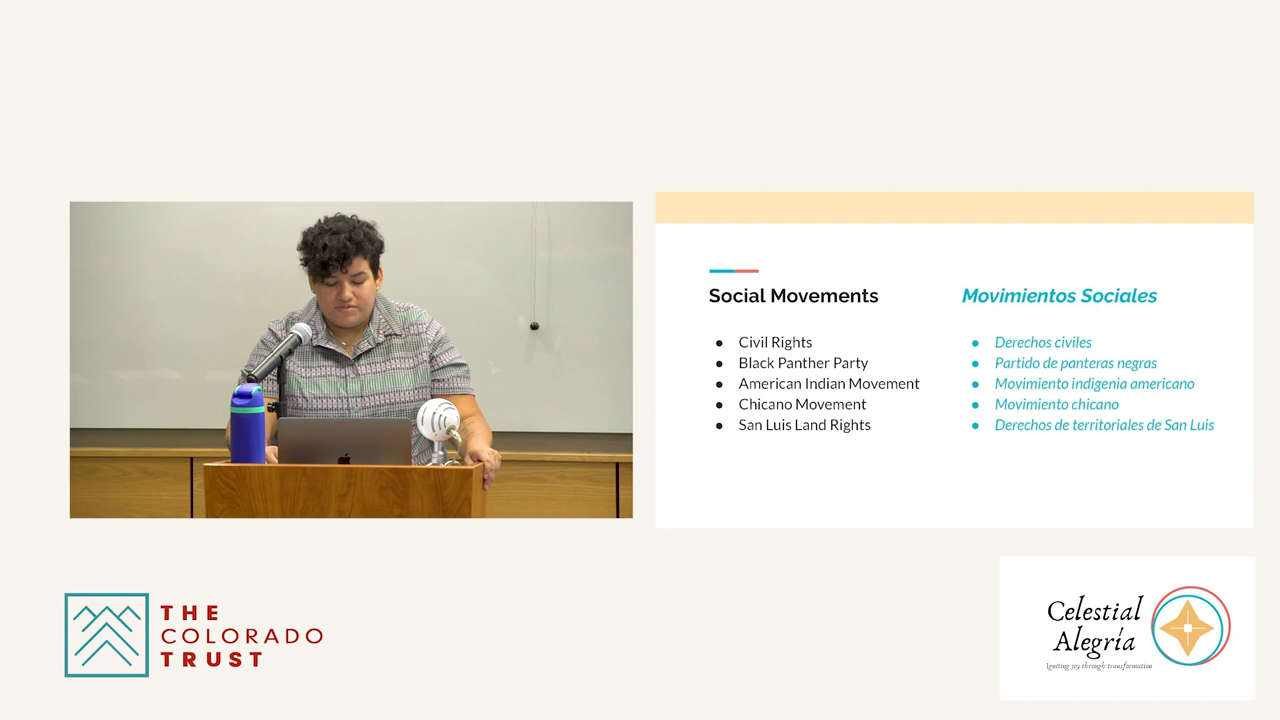 Social Movements
Civil Rights
Black Panther Party
American Indian Movement
Chicano Movement
San Luis Land Rights
Movimientos Sociales
Derechos civiles
Partido de panteras negras
Movimiento indigenia americano
Movimiento chicano
Derechos de territoriales de San Luis
THE
COLORADO
TRUST
Celestial
Alegría
Igniting joy through transformation